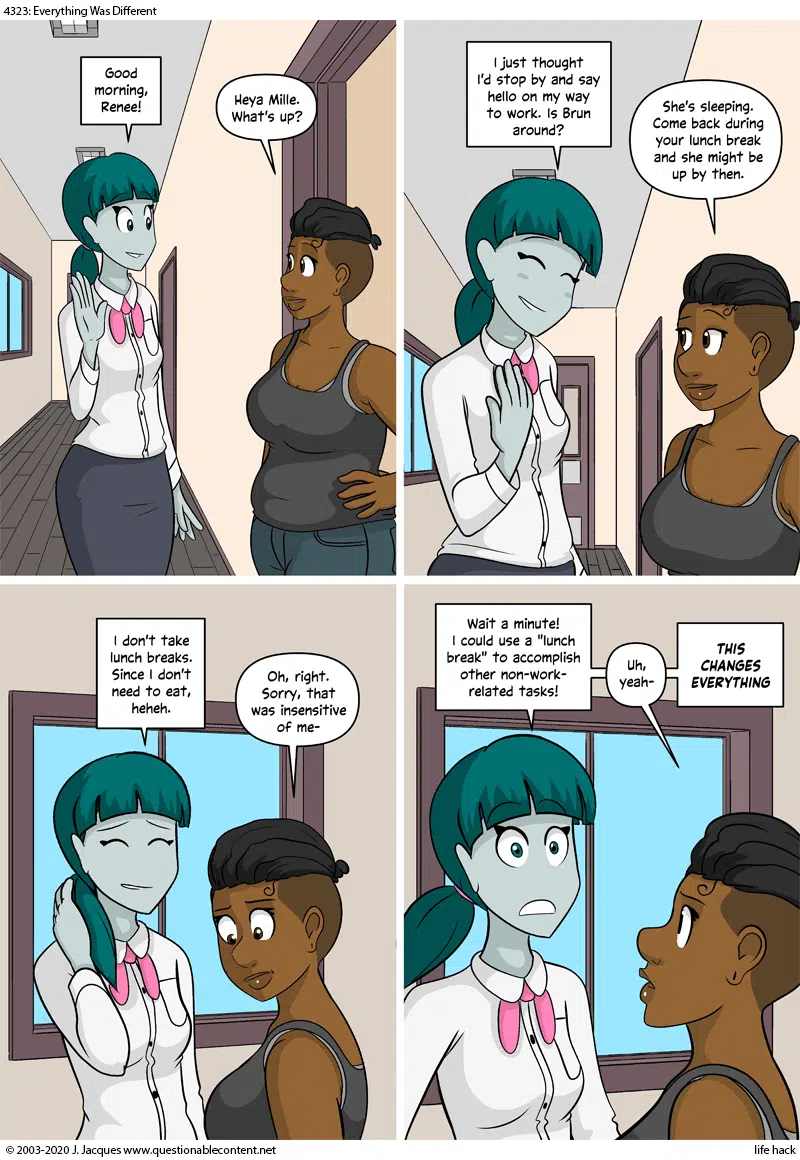 4323: Everything Was Different
Good
morning,
Renee!
Heya Mille.
What's up?
I just thought
I'd stop by and say
hello on my way
to work. Is Brun
around?
She's sleeping.
Come back during
your lunch break
and she might be
up by then.
I don't take
lunch breaks.
Since I don't
need to eat,
heheh.
Oh, right.
Sorry, that
was insensitive
of me-
Wait a minute!
I could use a "lunch
break" to accomplish
other non-work-
related tasks!
Uh,
yeah-
THIS
CHANGES
EVERYTHING
© 2003-2020 J. Jacques www.questionablecontent.net
life hack